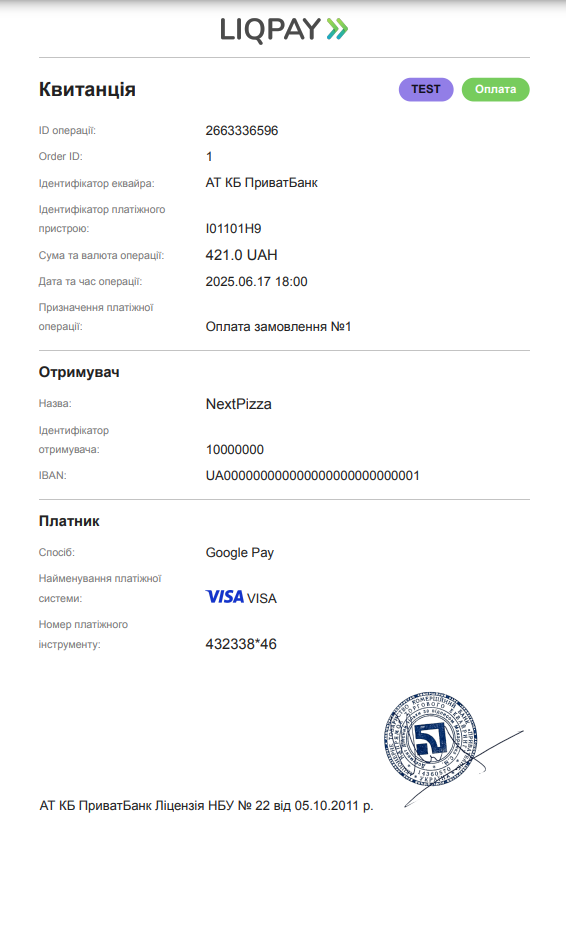 LIQPAY
Квитанція
TEST
Оплата
ID операції: 2663336596
Order ID: 1
Ідентифікатор еквайра: АТ КБ ПриватБанк
Ідентифікатор платіжного
пристрою: I01101H9
Сума та валюта операції: 421.0 UAH
Дата та час операції: 2025.06.17 18:00
Призначення платіжної
операції: Оплата замовлення №1
Отримувач
Назва: NextPizza
Ідентифікатор
отримувача: 10000000
IBAN: UA000000000000000000000000001
Платник
Спосіб: Google Pay
Найменування платіжної
системи: VISA VISA
Номер платіжного
інструменту: 432338*46
АТ КБ ПриватБанк Ліцензія НБУ № 22 від 05.10.2011 р.
14360570
УКРАЇНА